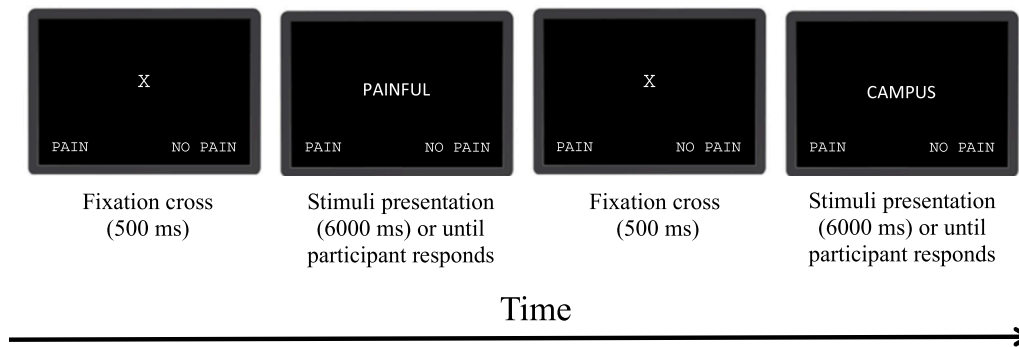 X
PAIN NO PAIN
PAINFUL
PAIN NO PAIN
X
PAIN NO PAIN
CAMPUS
PAIN NO PAIN
Fixation cross
(500 ms)
Stimuli presentation
(6000 ms) or until
participant responds
Fixation cross
(500 ms)
Stimuli presentation
(6000 ms) or until
participant responds
Time